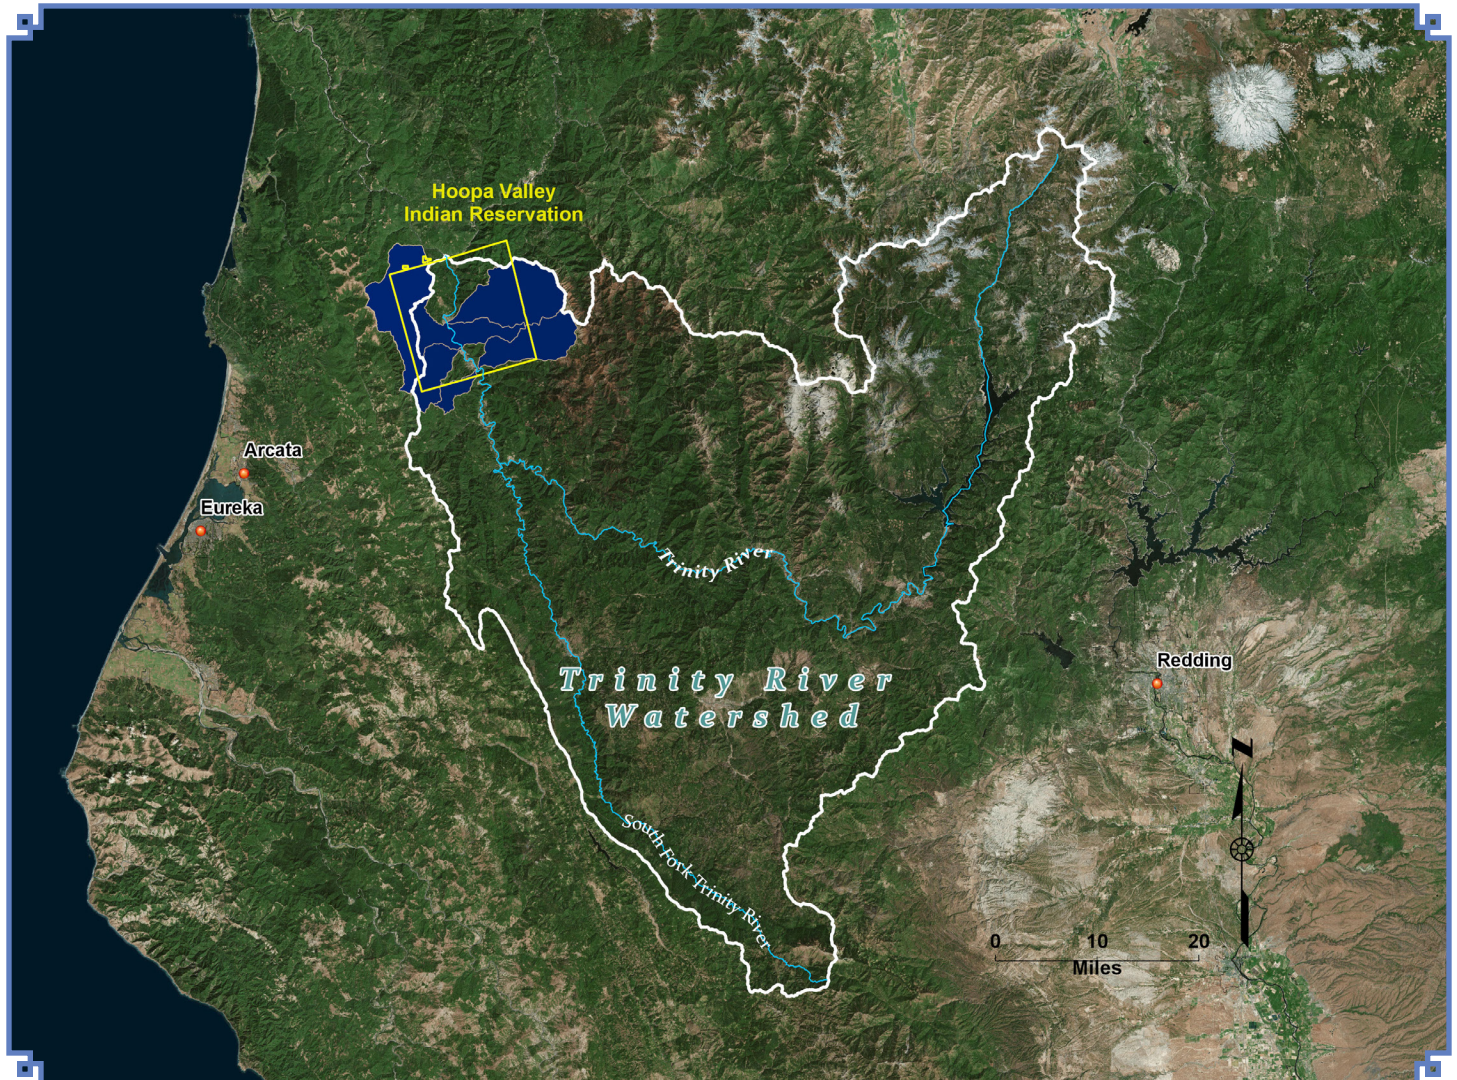 Hoopa Valley
Indian Reservation
Arcata
Eureka
Trinity River
Trinity River
Watershed
Redding
South Fork Trinity River
N
0 10 20
Miles